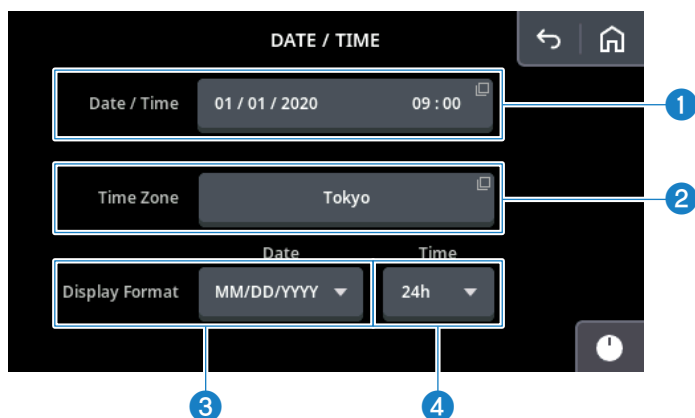 DATE / TIME
Date / Time 01 / 01 / 2020 09 : 00
1
Time Zone Tokyo
2
Date Time
Display Format MM/DD/YYYY 24h
3 4